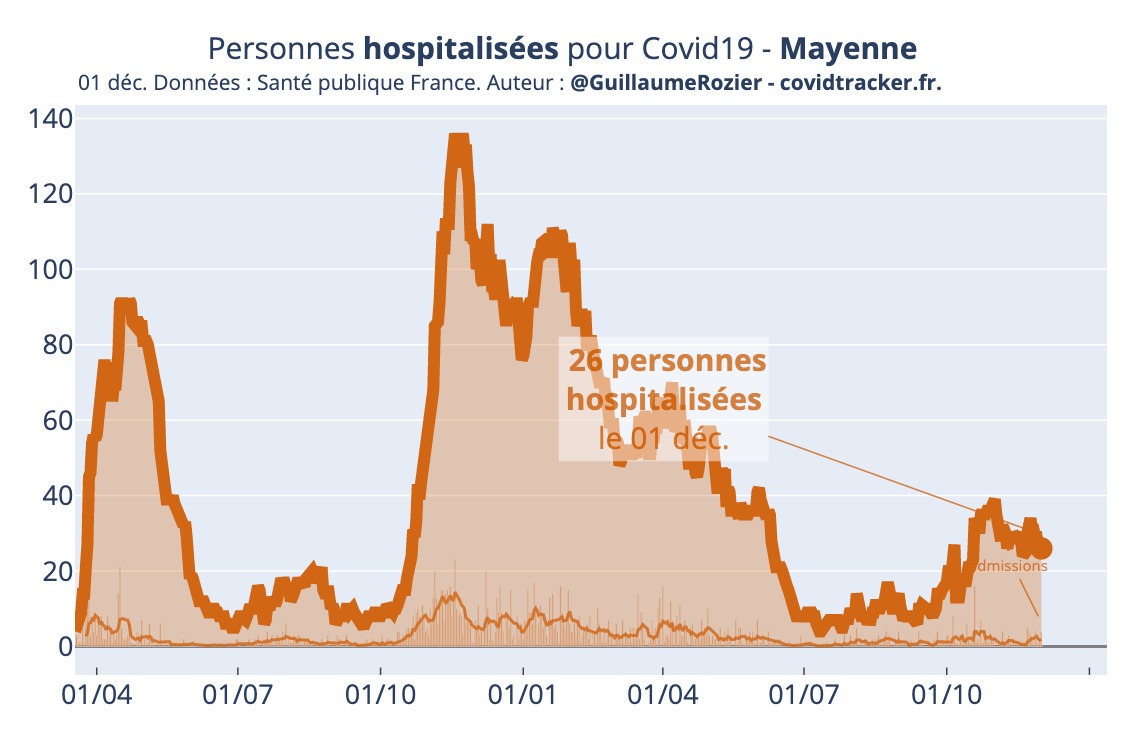 Personnes hospitalisées pour Covid19 - Mayenne
01 déc. Données : Santé publique France. Auteur : @GuillaumeRozier - covidtracker.fr.
140
120
100
80
60
40
20
0
26 personnes
hospitalisées
le 01 déc.
dmissions
01/04
01/07
01/10
01/01
01/04
01/07
01/10